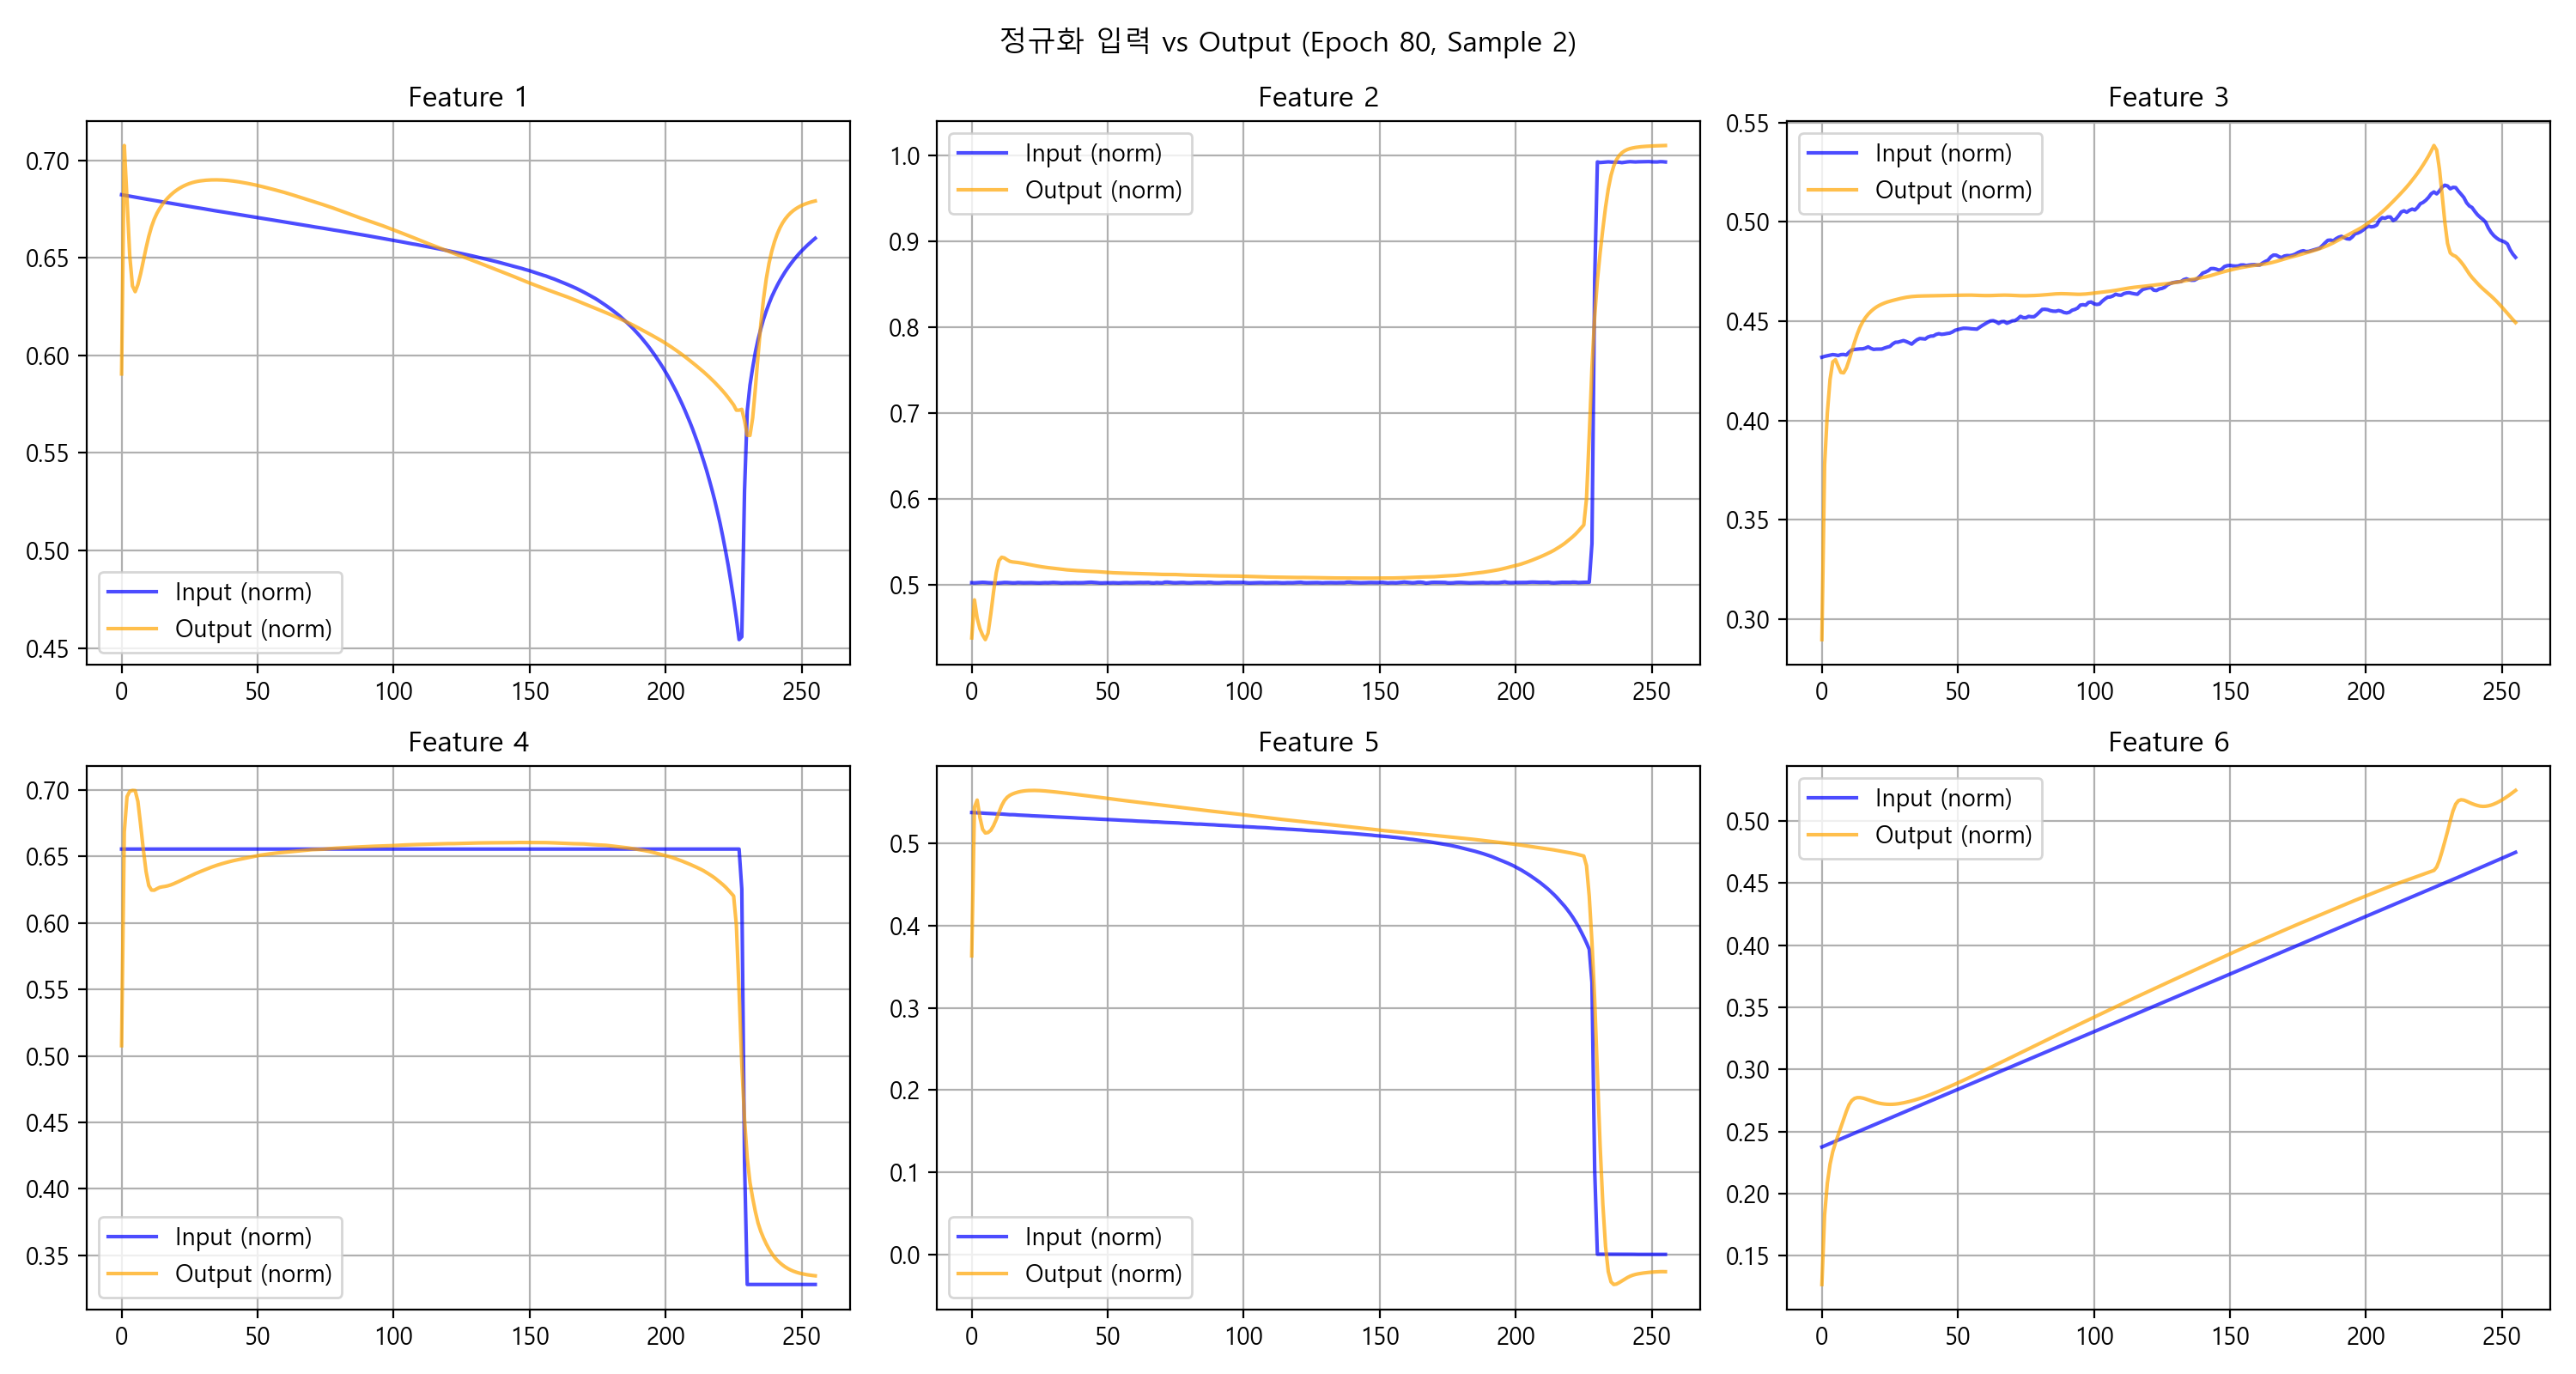 정규화 입력 vs Output (Epoch 80, Sample 2)
Feature 1
0.70
0.65
0.60
0.55
0.50
0.45
0 50 100 150 200 250
Input (norm)
Output (norm)
Feature 2
1.0
0.9
0.8
0.7
0.6
0.5
0 50 100 150 200 250
Input (norm)
Output (norm)
Feature 3
0.55
0.50
0.45
0.40
0.35
0.30
0 50 100 150 200 250
Input (norm)
Output (norm)
Feature 4
0.70
0.65
0.60
0.55
0.50
0.45
0.40
0.35
0 50 100 150 200 250
Input (norm)
Output (norm)
Feature 5
0.5
0.4
0.3
0.2
0.1
0.0
0 50 100 150 200 250
Input (norm)
Output (norm)
Feature 6
0.50
0.45
0.40
0.35
0.30
0.25
0.20
0.15
0 50 100 150 200 250
Input (norm)
Output (norm)